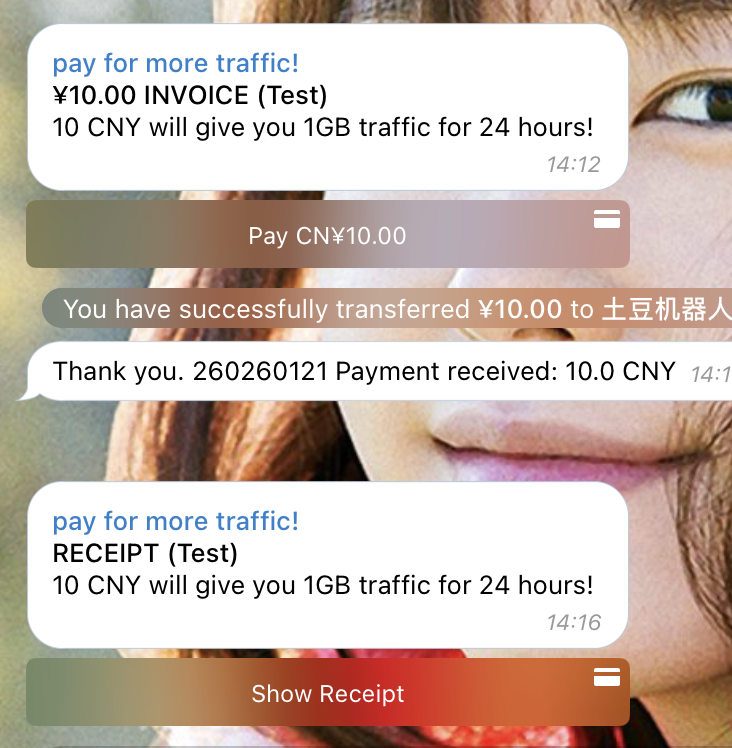 pay for more traffic!
¥10.00 INVOICE (Test)
10 CNY will give you 1GB traffic for 24 hours!
14:12
Pay CN¥10.00
You have successfully transferred ¥10.00 to 土豆机器人
Thank you. 260260121 Payment received: 10.0 CNY 14:1
pay for more traffic!
RECEIPT (Test)
10 CNY will give you 1GB traffic for 24 hours!
14:16
Show Receipt